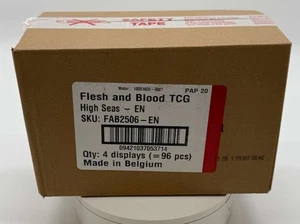 SAFETY
TAPE
PAP 20
Flesh and Blood TCG
High Seas - EN
SKU: FAB2506-EN
09421037053714
Qty: 4 displays (= 96 pcs)
Made in Belgium